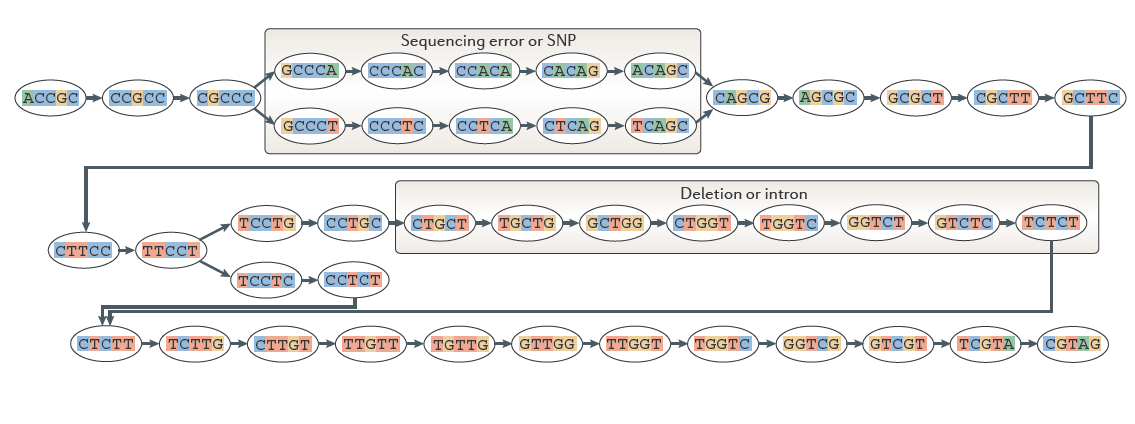 Sequencing error or SNP
GCCCA CCCAC CCACA CACAG ACAGC
ACCGC CCGCC CGCCC CAGCG AGCGC GCGCT CGCTT GCTTC
GCCCT CCCTC CCTCA CTCAG TCAGC
Deletion or intron
TCCTG CCTGC CTGCT TGCTG GCTGG CTGGT TGGTC GGTCT GTCTC TCTCT
CTTCC TTCCT
TCCTC CCTCT
CTCTT TCTTG CTTGT TTGTT TGTTG GTTGG TTGGT TGGTC GGTCG GTCGT TCGTA CGTAG